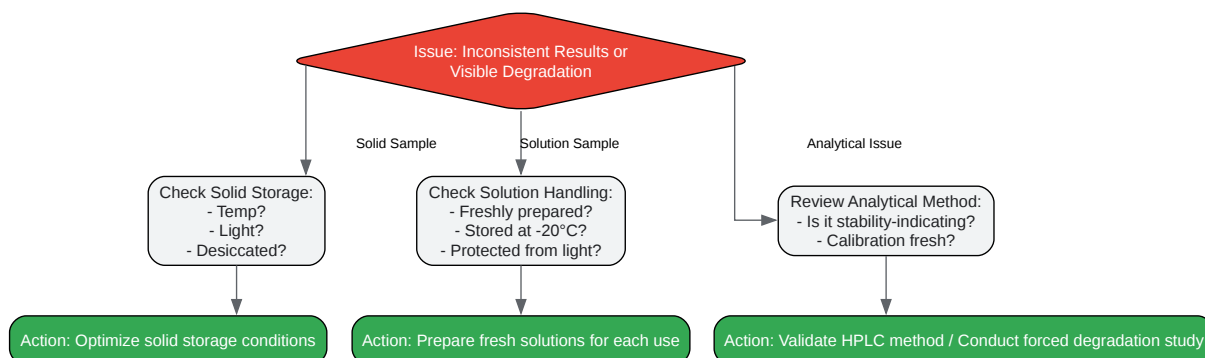 Issue: Inconsistent Results or
Visible Degradation
Solid Sample
Solution Sample
Analytical Issue
Check Solid Storage:
- Temp?
- Light?
- Desiccated?
Check Solution Handling:
- Freshly prepared?
- Stored at -20°C?
- Protected from light?
Review Analytical Method:
- Is it stability-indicating?
- Calibration fresh?
Action: Optimize solid storage conditions
Action: Prepare fresh solutions for each use
Action: Validate HPLC method / Conduct forced degradation study